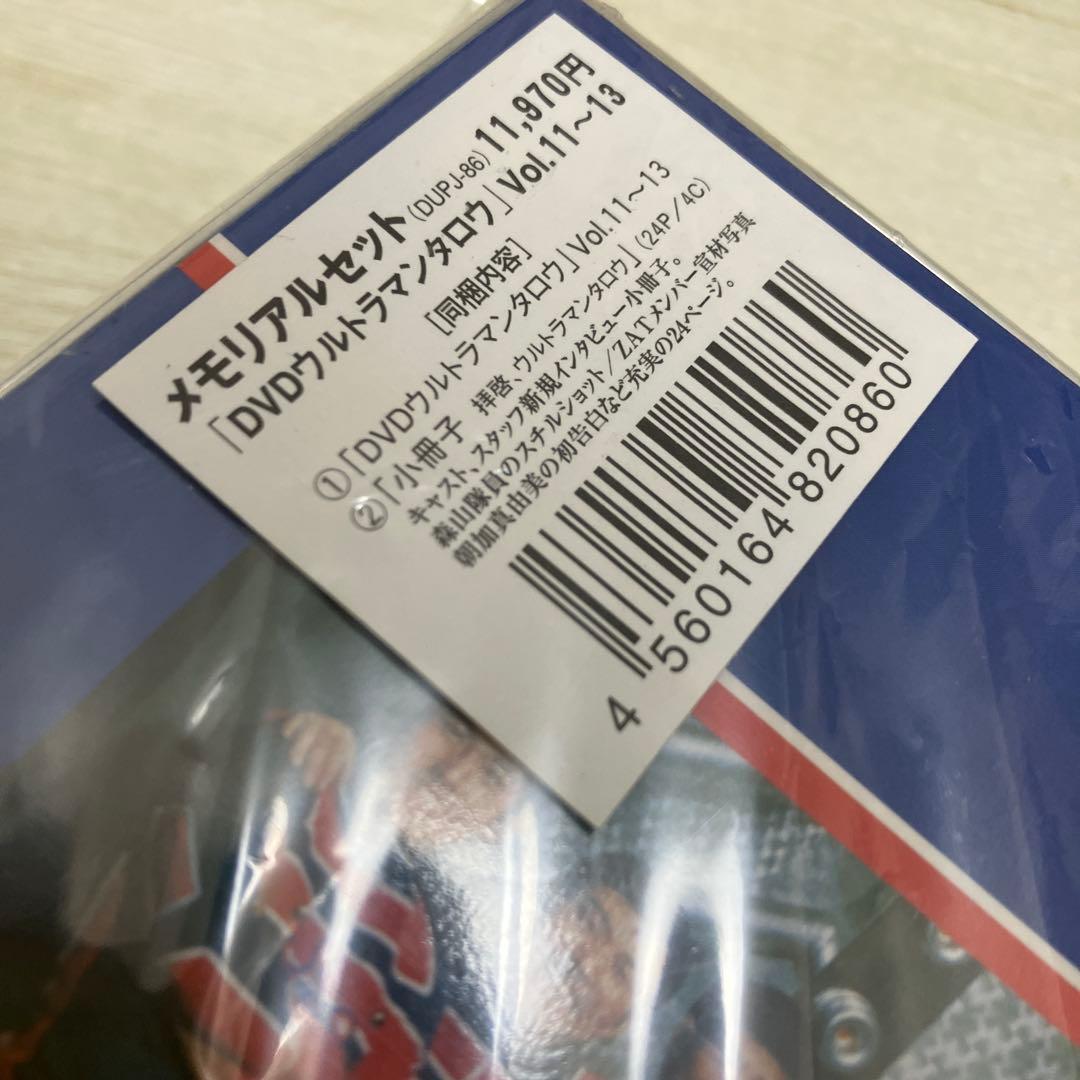 メモリアルセット(DUPJ-86) 11,970円
「DVDウルトラマンタロウ」Vol.11〜13
［同梱内容］
①「DVDウルトラマンタロウ」Vol.11〜13
②「小冊子 拝啓、ウルトラマンタロウ」(24P/4C)
キャスト、スタッフ新規インタビュー小冊子。
森山隊員のスチルショット/ZATメンバー宣材写真
朝加真由美の初告白など充実の24ページ。
4 560164 820860